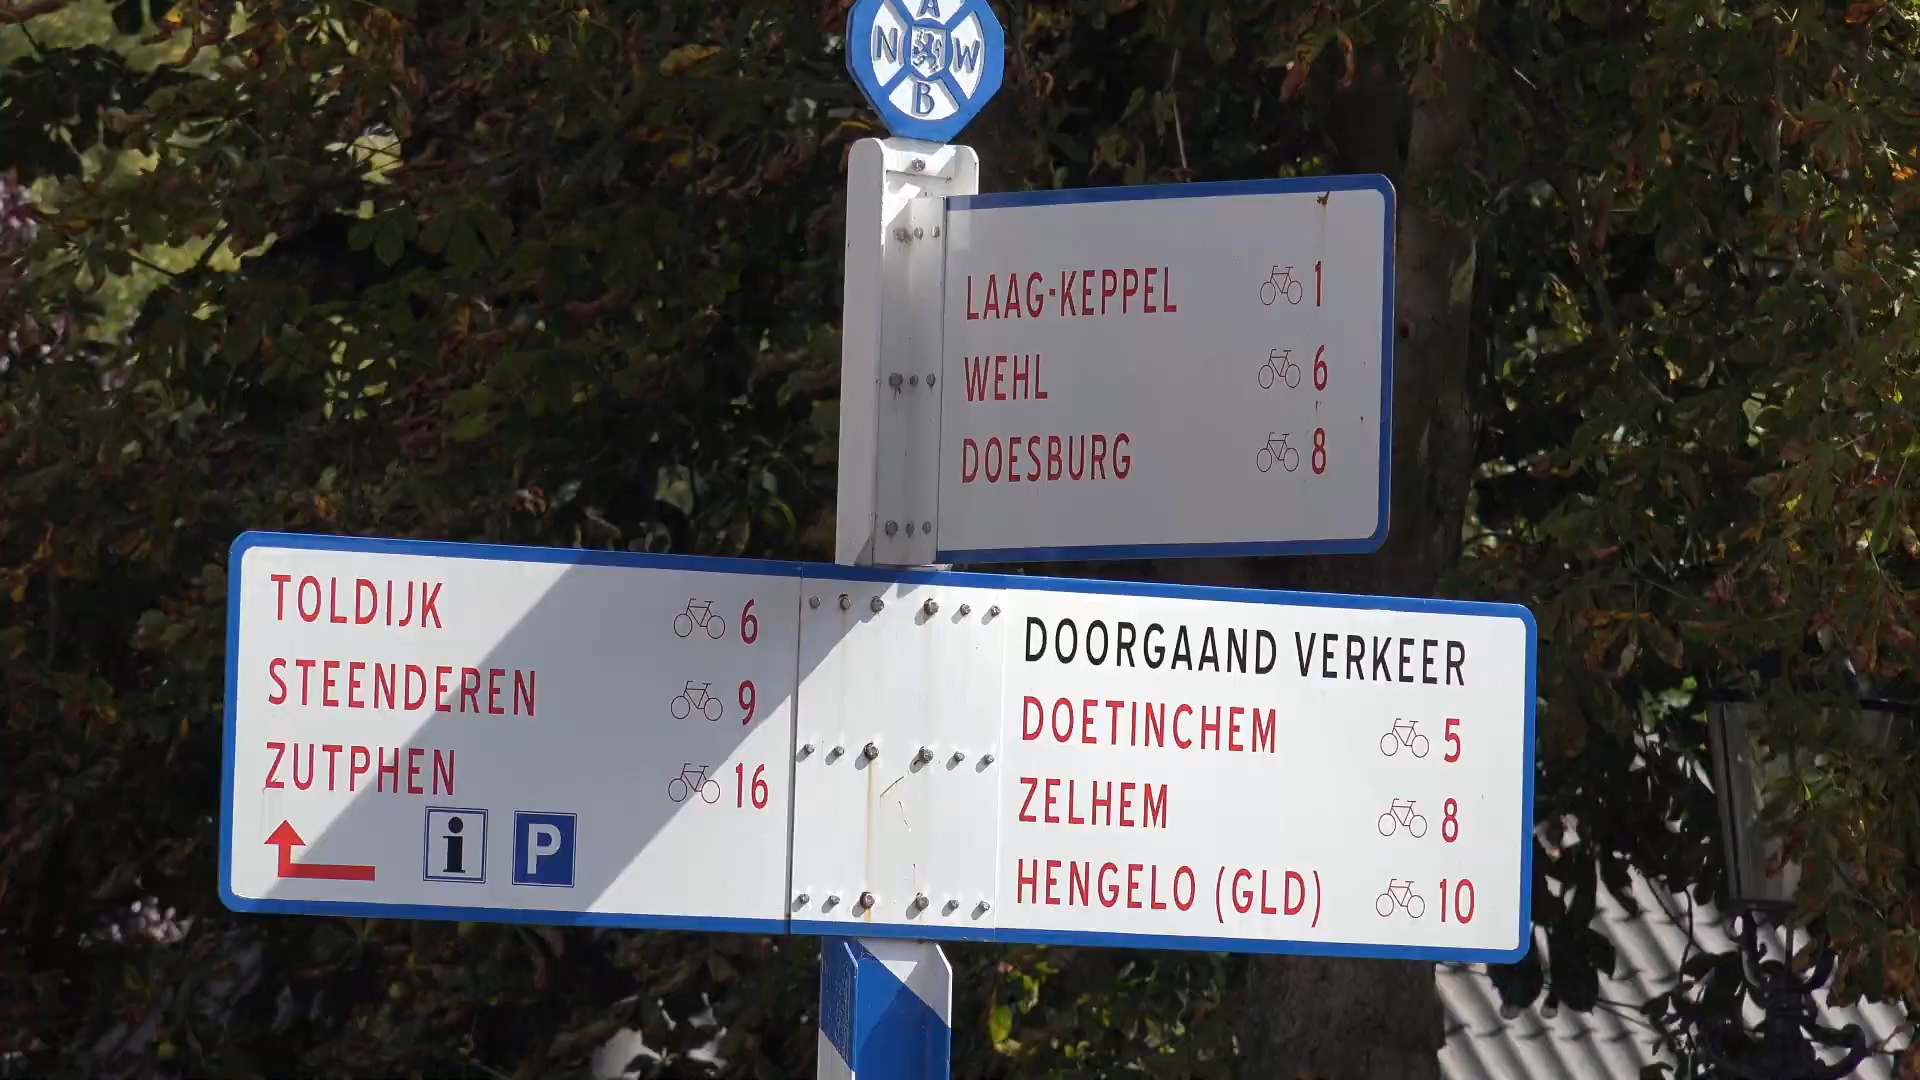 A
N W
B
LAAG-KEPPEL 1
WEHL 6
DOESBURG 8
TOLDIJK 6
STEENDEREN 9
ZUTPHEN 16
i P
DOORGAAND VERKEER
DOETINCHEM 5
ZELHEM 8
HENGELO (GLD) 10